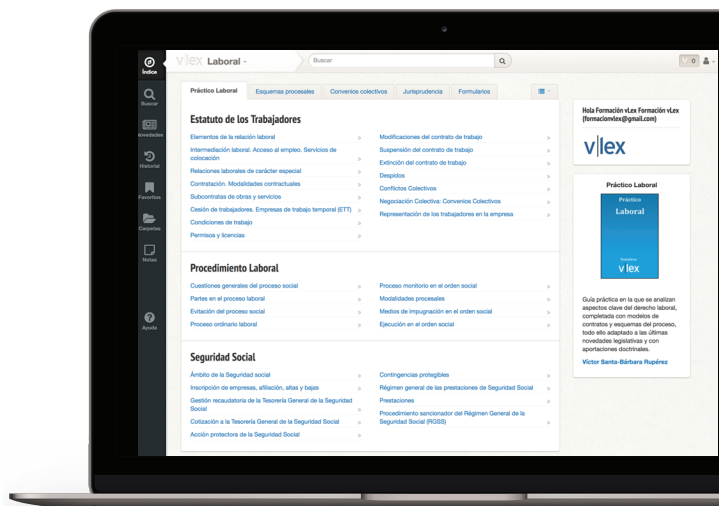 Índice
Buscar
Novedades
Historial
Favoritos
Carpetas
Notas
Ayuda
vlex Laboral
Buscar
0
Práctico Laboral
Esquemas procesales
Convenios colectivos
Jurisprudencia
Formularios
Estatuto de los Trabajadores
Elementos de la relación laboral
Intermediación laboral. Acceso al empleo. Servicios de
colocación
Relaciones laborales de carácter especial
Contratación. Modalidades contractuales
Subcontratas de obras y servicios
Cesión de trabajadores. Empresas de trabajo temporal (ETT)
Condiciones de trabajo
Permisos y licencias
Modificaciones del contrato de trabajo
Suspensión del contrato de trabajo
Extinción del contrato de trabajo
Despidos
Conflictos Colectivos
Negociación Colectiva: Convenios Colectivos
Representación de los trabajadores en la empresa
Procedimiento Laboral
Cuestiones generales del proceso social
Partes en el proceso laboral
Evitación del proceso social
Proceso ordinario laboral
Proceso monitorio en el orden social
Modalidades procesales
Medios de impugnación en el orden social
Ejecución en el orden social
Seguridad Social
Ámbito de la Seguridad social
Inscripción de empresas, afiliación, altas y bajas
Gestión recaudatoria de la Tesorería General de la Seguridad
Social
Cotización a la Tesorería General de la Seguridad Social
Acción protectora de la Seguridad Social
Contingencias protegibles
Régimen general de las prestaciones de Seguridad Social
Prestaciones
Procedimiento sancionador del Régimen General de la
Seguridad Social (RGSS)
Hola Formación vLex Formación vLex
(formacionvlex@gmail.com)
v|lex
Práctico Laboral
Práctico
Laboral
v lex
Guía práctica en la que se analizan
aspectos clave del derecho laboral,
completada con modelos de
contratos y esquemas del proceso,
todo ello adaptado a las últimas
novedades legislativas y con
aportaciones doctrinales.
Víctor Santa-Bárbara Rupérez